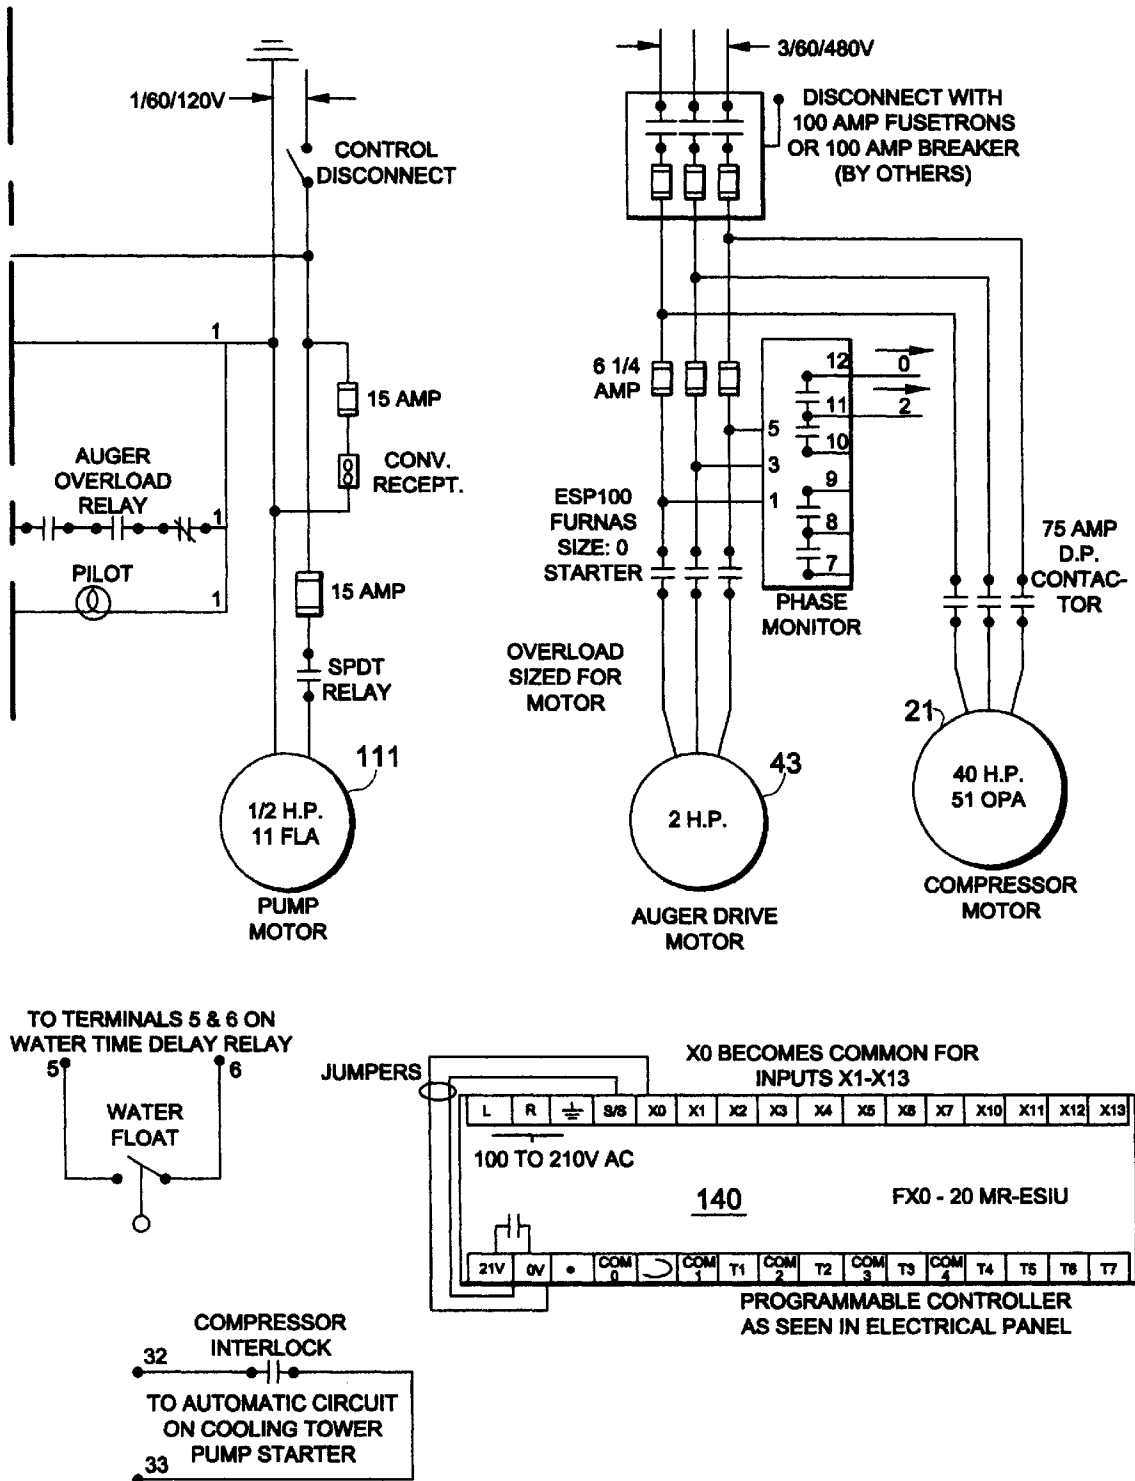 1/60/120V
CONTROL
DISCONNECT
1
15 AMP
CONV.
RECEPT.
AUGER
OVERLOAD
RELAY
1
PILOT
1
15 AMP
SPDT
RELAY
111
1/2 H.P.
11 FLA
PUMP
MOTOR
3/60/480V
DISCONNECT WITH
100 AMP FUSETRONS
OR 100 AMP BREAKER
(BY OTHERS)
6 1/4
AMP
12
0
11
2
10
5
3
1
9
8
7
PHASE
MONITOR
ESP100
FURNAS
SIZE: 0
STARTER
OVERLOAD
SIZED FOR
MOTOR
75 AMP
D.P.
CONTAC-
TOR
43
2 H.P.
AUGER DRIVE
MOTOR
21
40 H.P.
51 OPA
COMPRESSOR
MOTOR
TO TERMINALS 5 & 6 ON
WATER TIME DELAY RELAY
5 6
WATER
FLOAT
JUMPERS
X0 BECOMES COMMON FOR
INPUTS X1-X13
L R S/S X0 X1 X2 X3 X4 X5 X6 X7 X10 X11 X12 X13
100 TO 210V AC
140
FX0 - 20 MR-ESIU
21V 0V COM 0 COM 1 T1 COM 2 T2 COM 3 T3 COM 4 T4 T5 T6 T7
PROGRAMMABLE CONTROLLER
AS SEEN IN ELECTRICAL PANEL
COMPRESSOR
INTERLOCK
32
TO AUTOMATIC CIRCUIT
ON COOLING TOWER
PUMP STARTER
33